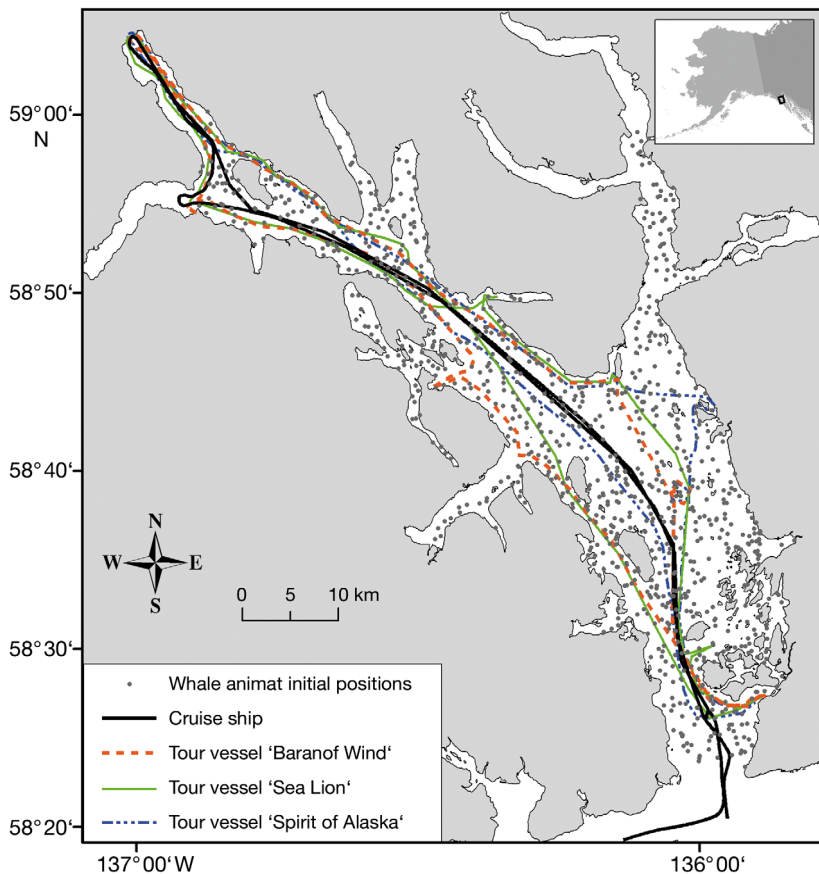 59°00‘
N
58°50‘
58°40‘
58°30‘
58°20‘
N
W E
S
0 5 10 km
Whale animat initial positions
Cruise ship
Tour vessel ‘Baranof Wind‘
Tour vessel ‘Sea Lion‘
Tour vessel ‘Spirit of Alaska‘
137°00‘W 136°00‘